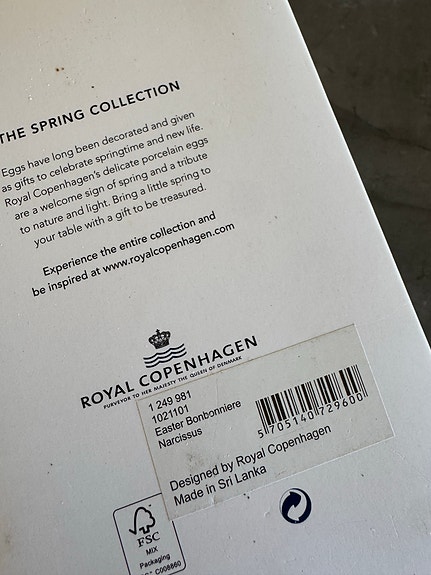 THE SPRING COLLECTION
Eggs have long been decorated and given
as gifts to celebrate springtime and new life.
Royal Copenhagen's delicate porcelain eggs
are a welcome sign of spring and a tribute
to nature and light. Bring a little spring to
your table with a gift to be treasured.
Experience the entire collection and
be inspired at www.royalcopenhagen.com
ROYAL COPENHAGEN
PURVEYOR TO HER MAJESTY THE QUEEN OF DENMARK
1 249 981
1021101
Easter Bonbonniere
Narcissus
5 705140 729600
Designed by Royal Copenhagen
Made in Sri Lanka
FSC
MIX
Packaging
C008860